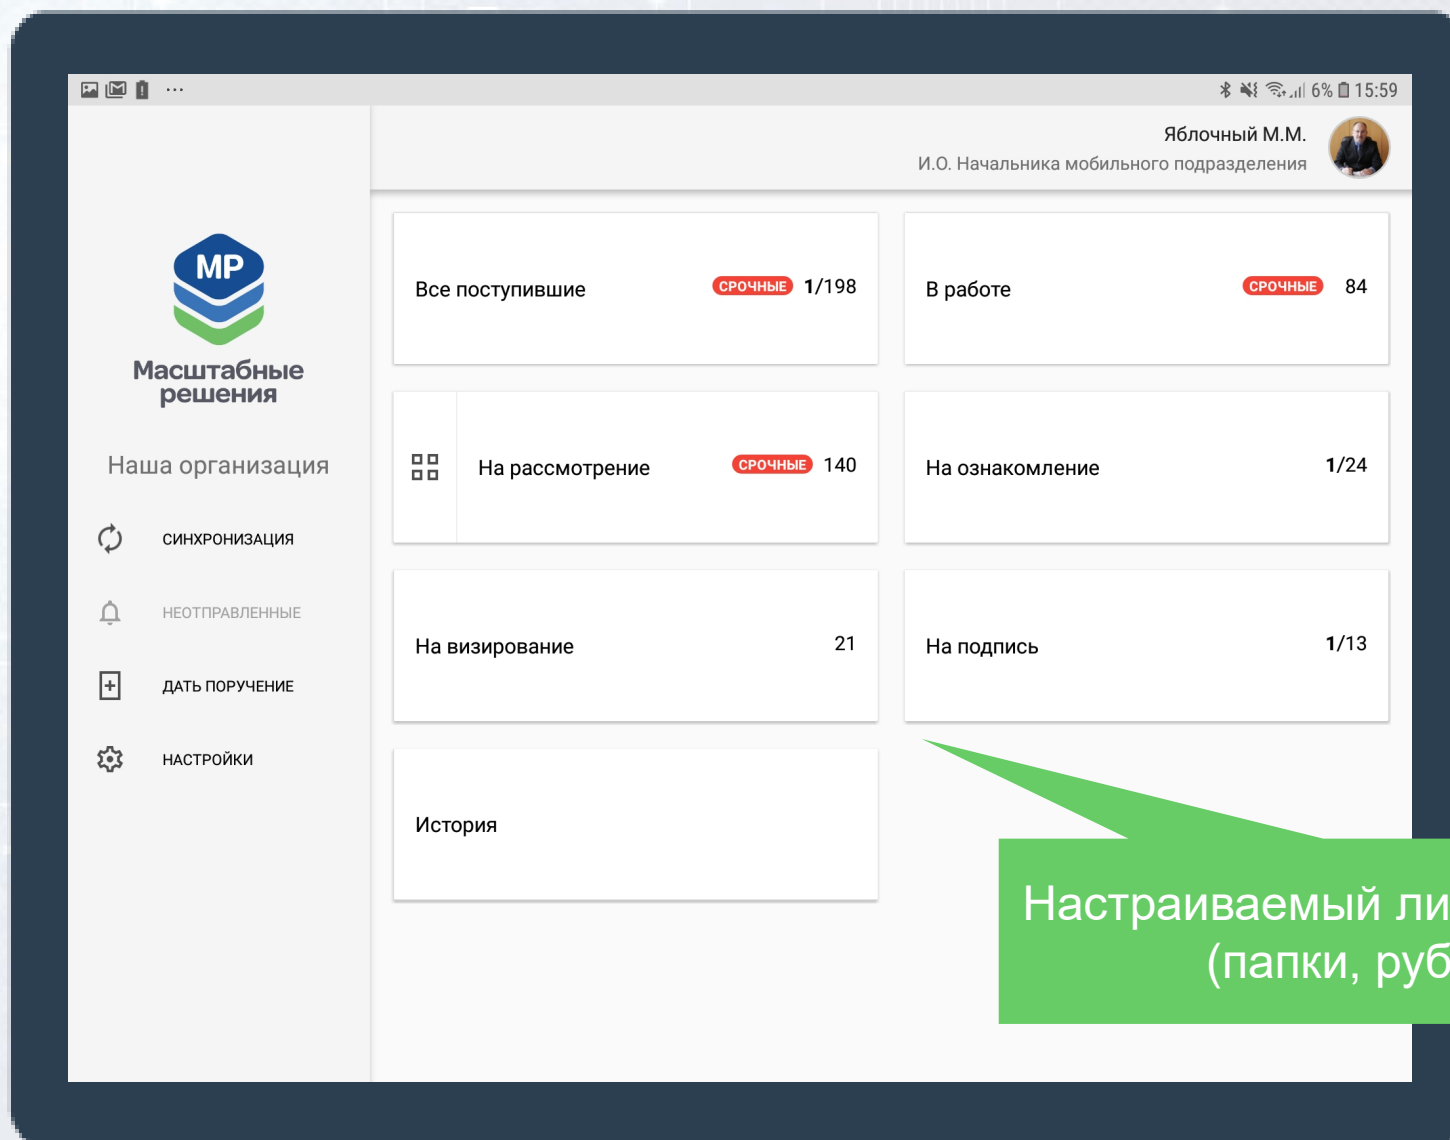 6% 15:59
Яблочный М.М.
И.О. Начальника мобильного подразделения
МР
Масштабные
решения
Наша организация
СИНХРОНИЗАЦИЯ
НЕОТПРАВЛЕННЫЕ
ДАТЬ ПОРУЧЕНИЕ
НАСТРОЙКИ
Все поступившие СРОЧНЫЕ 1/198
В работе СРОЧНЫЕ 84
На рассмотрение СРОЧНЫЕ 140
На ознакомление 1/24
На визирование 21
На подпись 1/13
История
Настраиваемый ли
(папки, руб